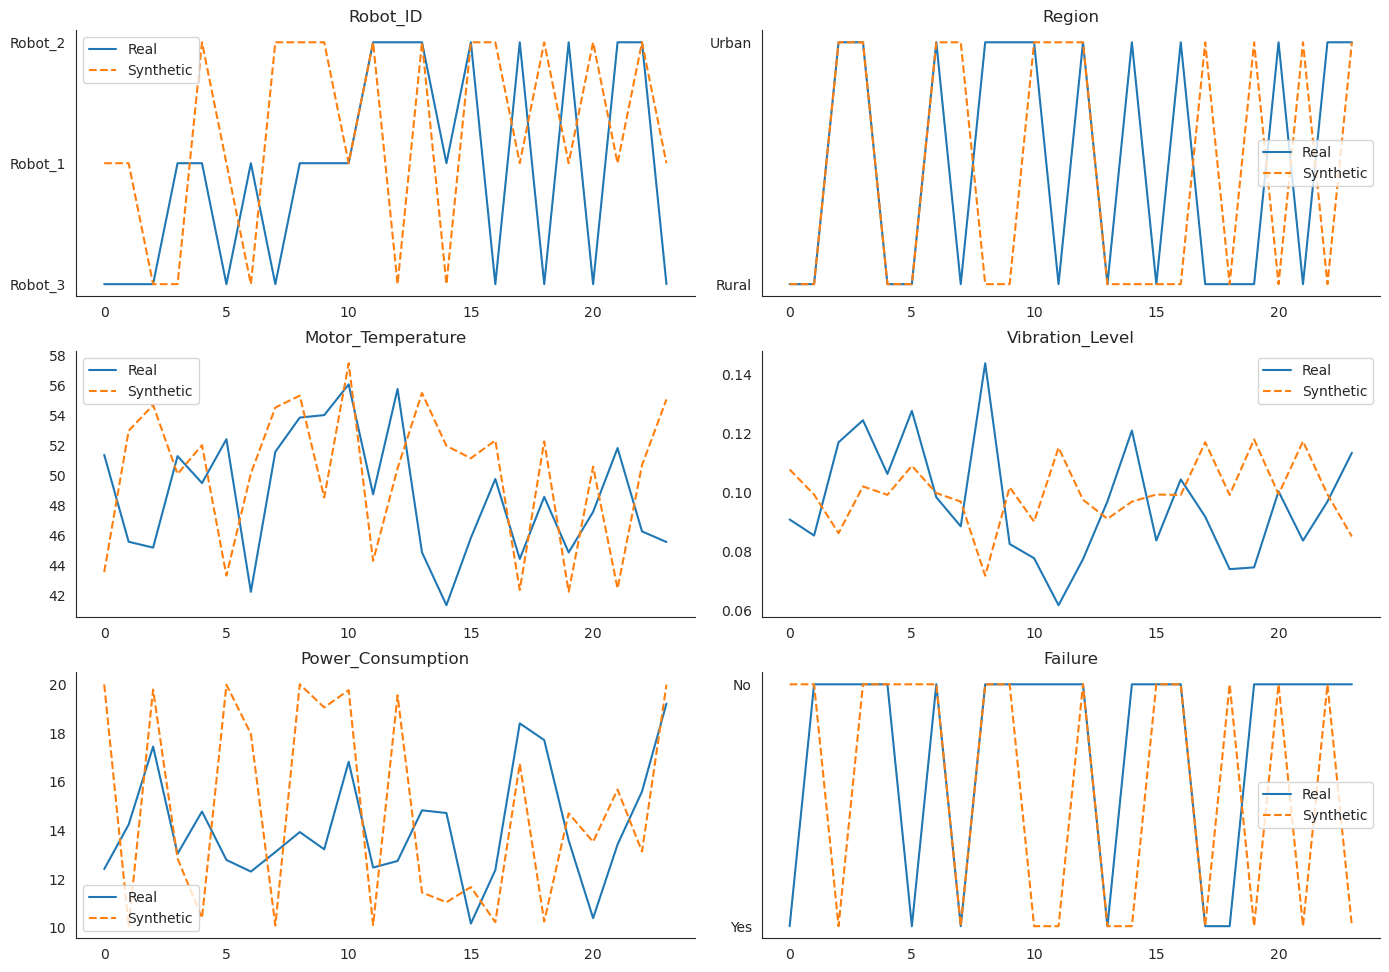 Robot_ID
Robot_2
Robot_1
Robot_3
Real
Synthetic
0 5 10 15 20
Region
Urban
Rural
Real
Synthetic
0 5 10 15 20
Motor_Temperature
58
56
54
52
50
48
46
44
42
Real
Synthetic
0 5 10 15 20
Vibration_Level
0.14
0.12
0.10
0.08
0.06
Real
Synthetic
0 5 10 15 20
Power_Consumption
20
18
16
14
12
10
Real
Synthetic
0 5 10 15 20
Failure
No
Yes
Real
Synthetic
0 5 10 15 20